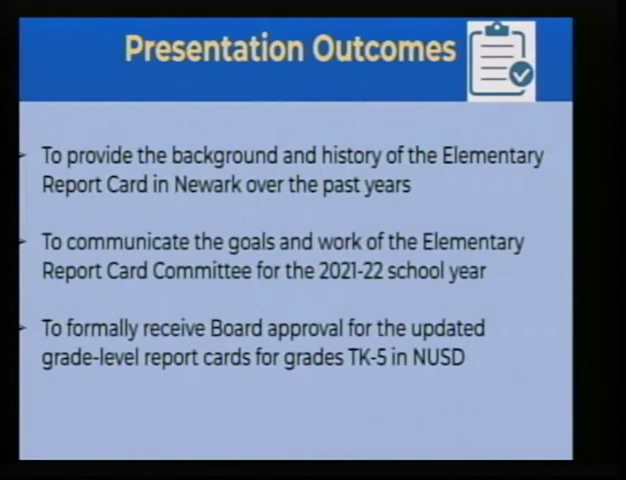 Presentation Outcomes
To provide the background and history of the Elementary
Report Card in Newark over the past years
To communicate the goals and work of the Elementary
Report Card Committee for the 2021-22 school year
To formally receive Board approval for the updated
grade-level report cards for grades TK-5 in NUSD